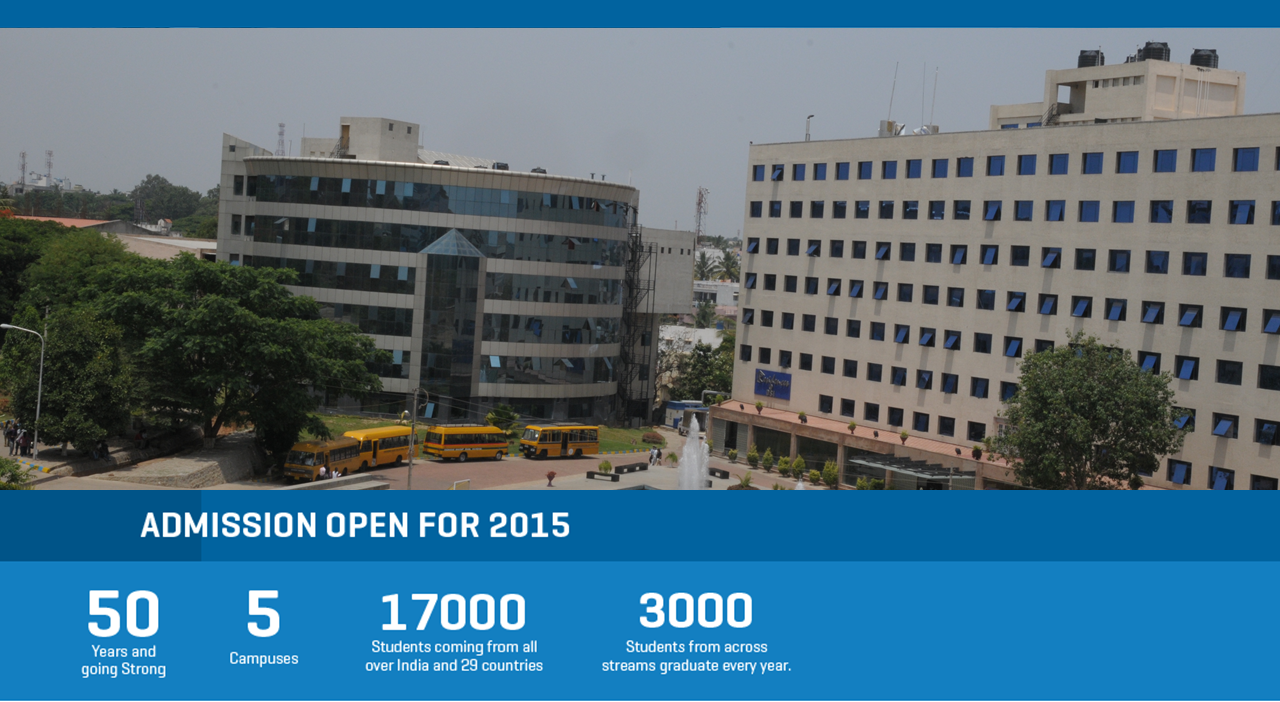 ADMISSION OPEN FOR 2015
50
Years and
going Strong
5
Campuses
17000
Students coming from all
over India and 29 countries
3000
Students from across
streams graduate every year.